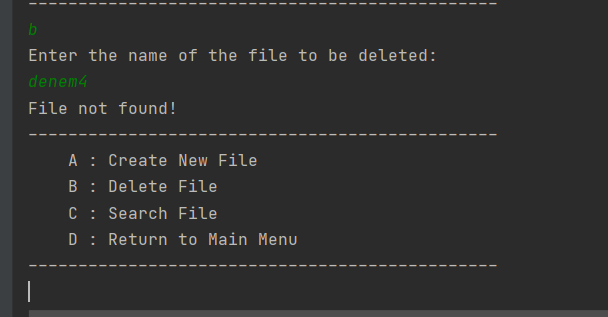 -----------------------------------------------
b
Enter the name of the file to be deleted:
denem4
File not found!
-----------------------------------------------
    A : Create New File
    B : Delete File
    C : Search File
    D : Return to Main Menu
-----------------------------------------------